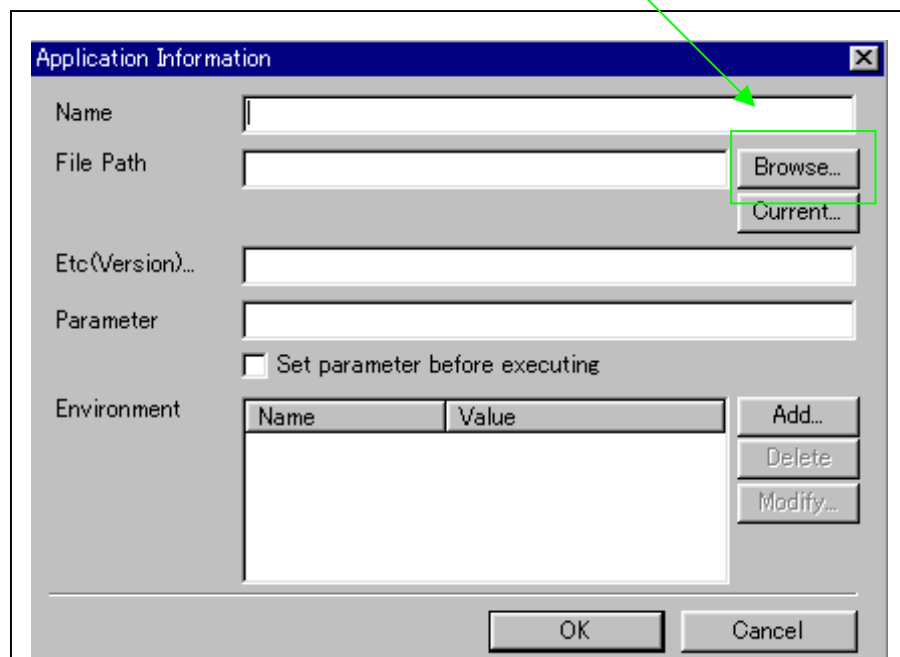 Application Information
Name
File Path
Browse...
Current...
Etc(Version)...
Parameter
Set parameter before executing
Environment
Name Value
Add...
Delete
Modify...
OK Cancel